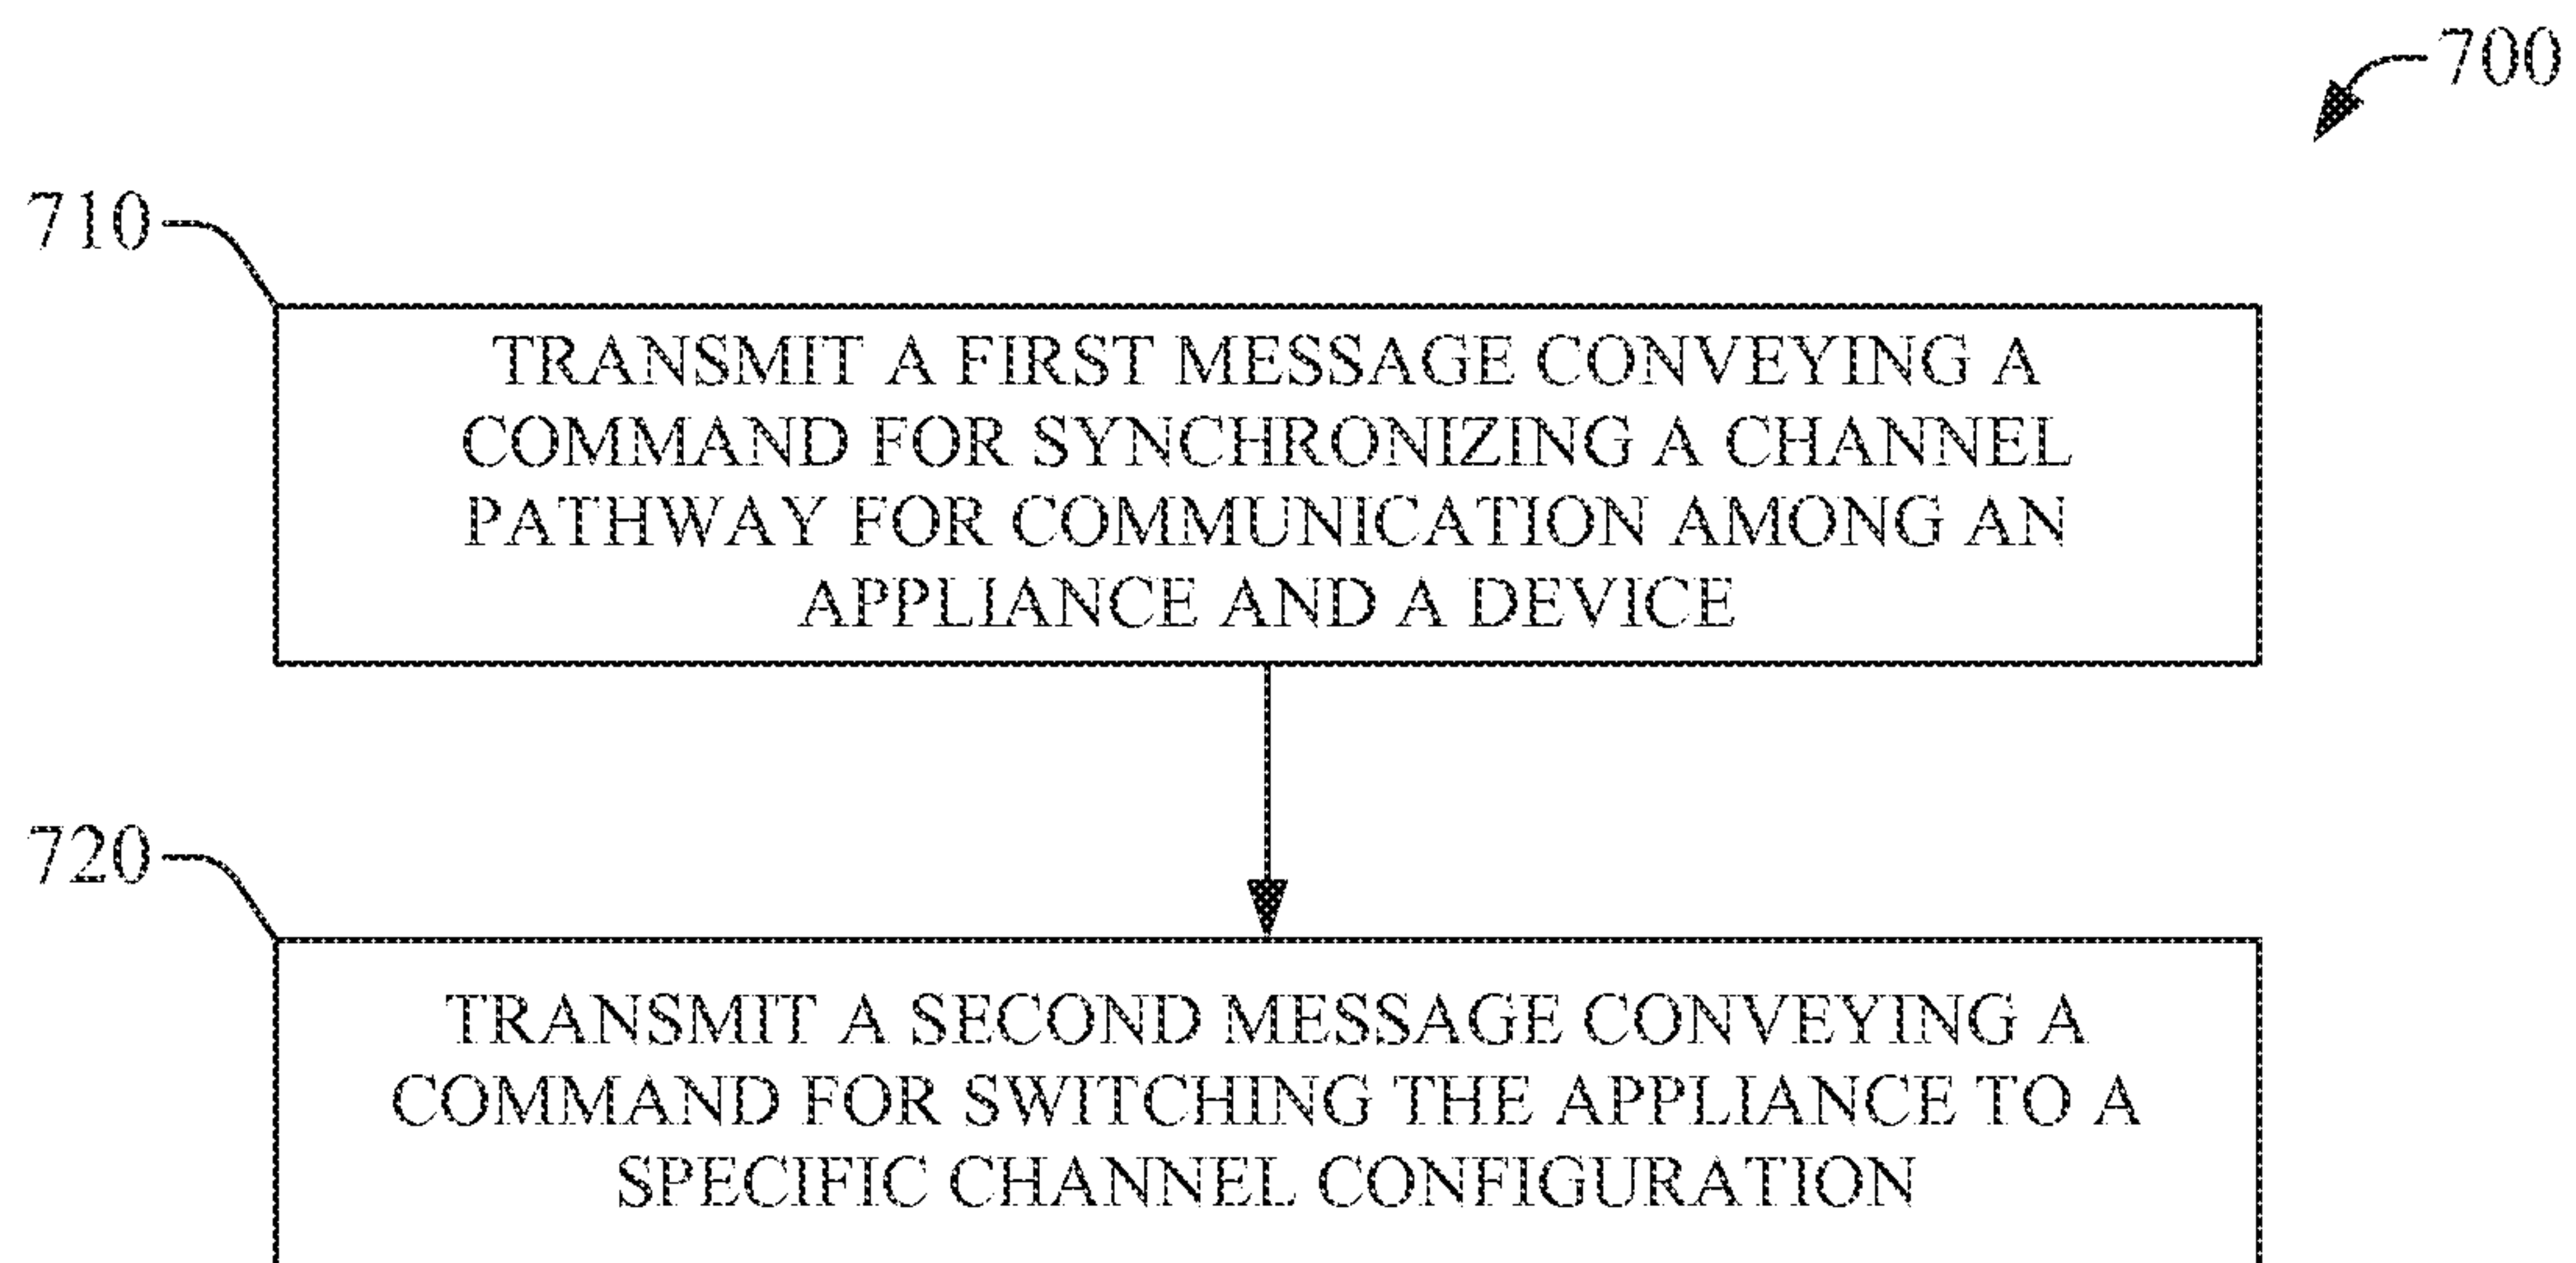 700
710
TRANSMIT A FIRST MESSAGE CONVEYING A
COMMAND FOR SYNCHRONIZING A CHANNEL
PATHWAY FOR COMMUNICATION AMONG AN
APPLIANCE AND A DEVICE
720
TRANSMIT A SECOND MESSAGE CONVEYING A
COMMAND FOR SWITCHING THE APPLIANCE TO A
SPECIFIC CHANNEL CONFIGURATION